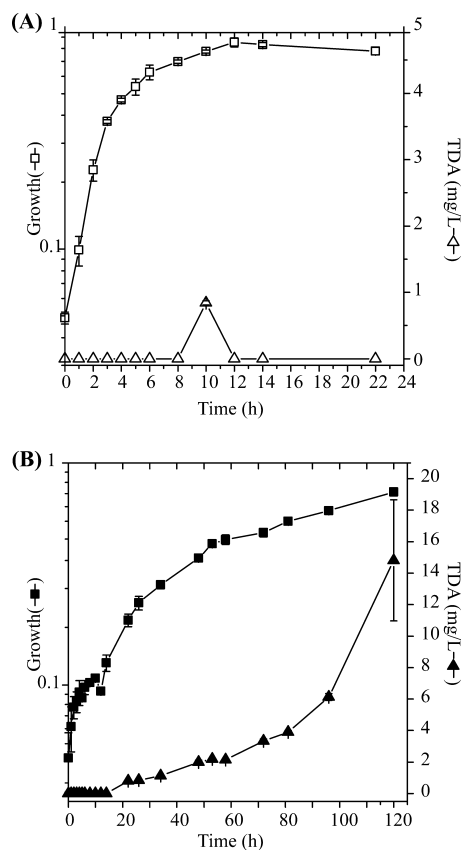 (A)
1
5
4
3
2
1
0
0.1
Growth(–□–)
TDA (mg/L–△–)
0 2 4 6 8 10 12 14 16 18 20 22 24
Time (h)
(B)
1
20
18
16
14
12
10
8
6
4
2
0
0.1
Growth(–■–)
TDA (mg/L–▲–)
0 20 40 60 80 100 120
Time (h)